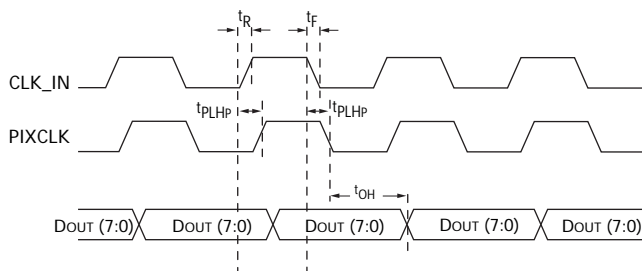 tR tF
CLK_IN
tPLHP tPLHP
PIXCLK
tOH
DOUT (7:0) DOUT (7:0) DOUT (7:0) DOUT (7:0) DOUT (7:0)